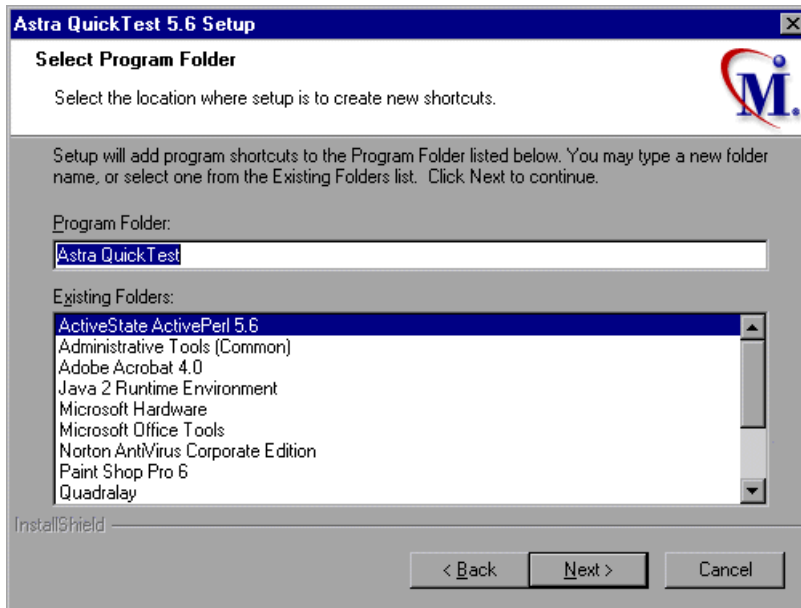 Astra QuickTest 5.6 Setup
Select Program Folder
Select the location where setup is to create new shortcuts.
M.
Setup will add program shortcuts to the Program Folder listed below. You may type a new folder
name, or select one from the Existing Folders list. Click Next to continue.
Program Folder:
Astra QuickTest
Existing Folders:
ActiveState ActivePerl 5.6
Administrative Tools (Common)
Adobe Acrobat 4.0
Java 2 Runtime Environment
Microsoft Hardware
Microsoft Office Tools
Norton AntiVirus Corporate Edition
Paint Shop Pro 6
Quadralay
InstallShield
< Back
Next >
Cancel